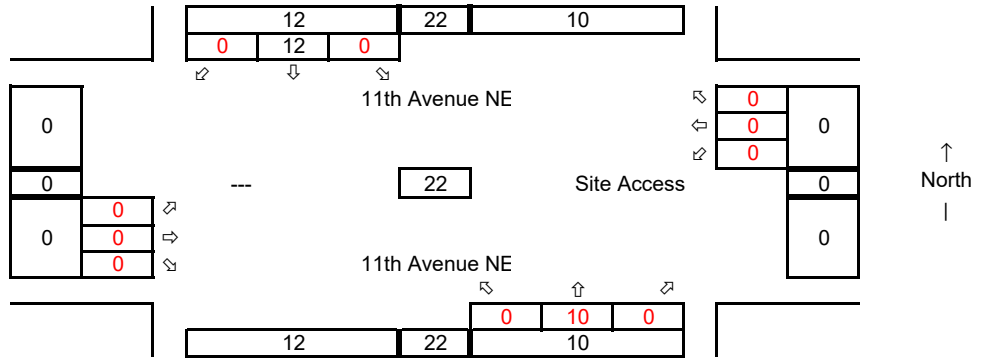 12 22 10
0 12 0
⬃ ⇩ ⬂
11th Avenue NE
⬁ 0
0 ⇦ 0 0
⬃ 0
↑
0 --- 22 Site Access 0 North
0 ⬀ |
0 0 ⇨ 0
0 ⬂ 11th Avenue NE
⬁ ⇧ ⬀
0 10 0
12 22 10